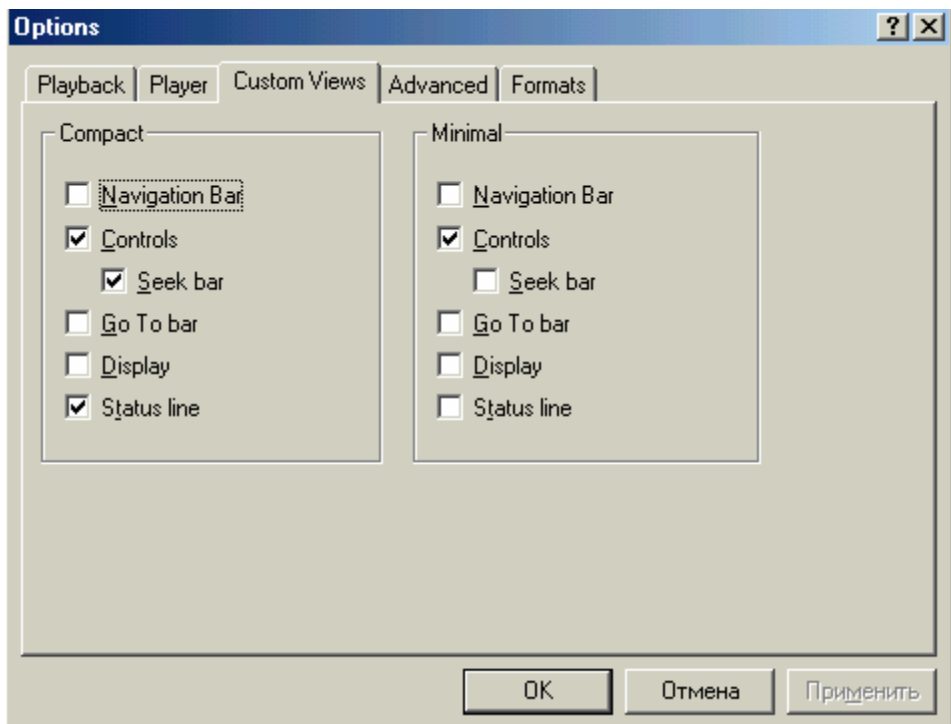 Options
Playback Player Custom Views Advanced Formats
Compact
Navigation Bar
Controls
Seek bar
Go To bar
Display
Status line
Minimal
Navigation Bar
Controls
Seek bar
Go To bar
Display
Status line
OK Отмена Применить